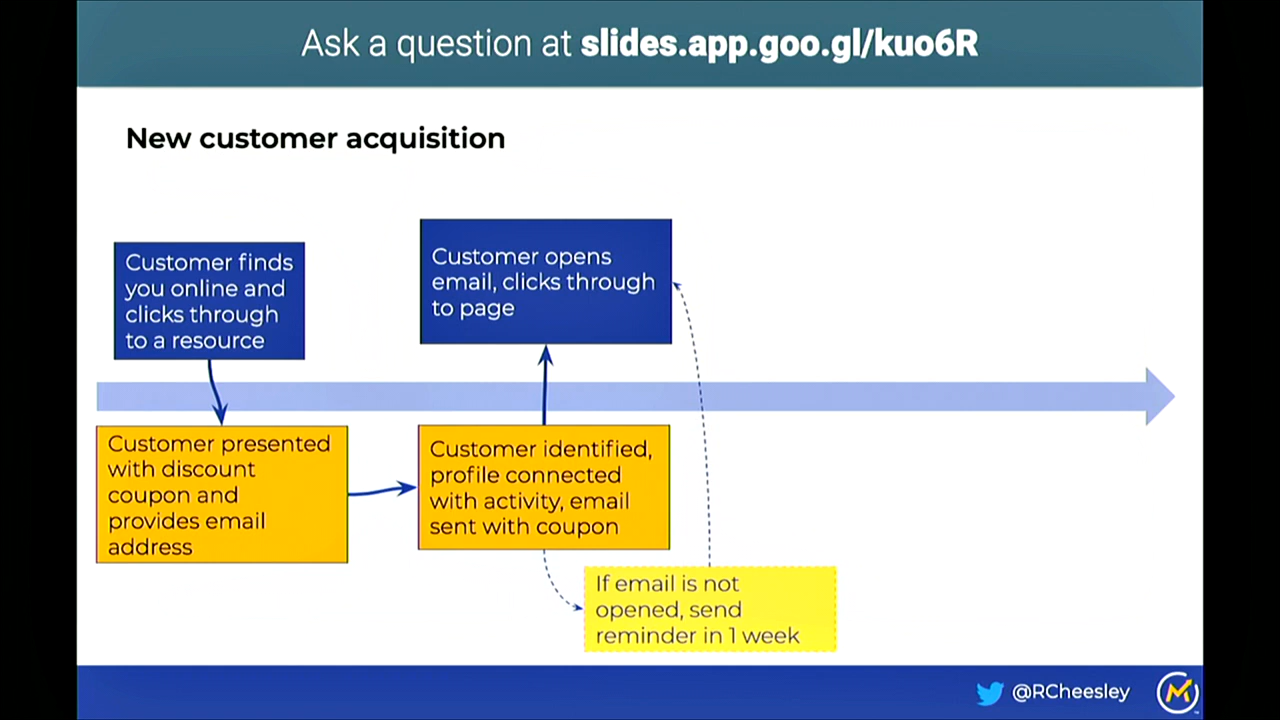 Ask a question at slides.app.goo.gl/kuo6R
New customer acquisition
Customer finds
you online and
clicks through
to a resource
Customer opens
email, clicks through
to page
Customer presented
with discount
coupon and
provides email
address
Customer identified,
profile connected
with activity, email
sent with coupon
If email is not
opened, send
reminder in 1 week
@RCheesley